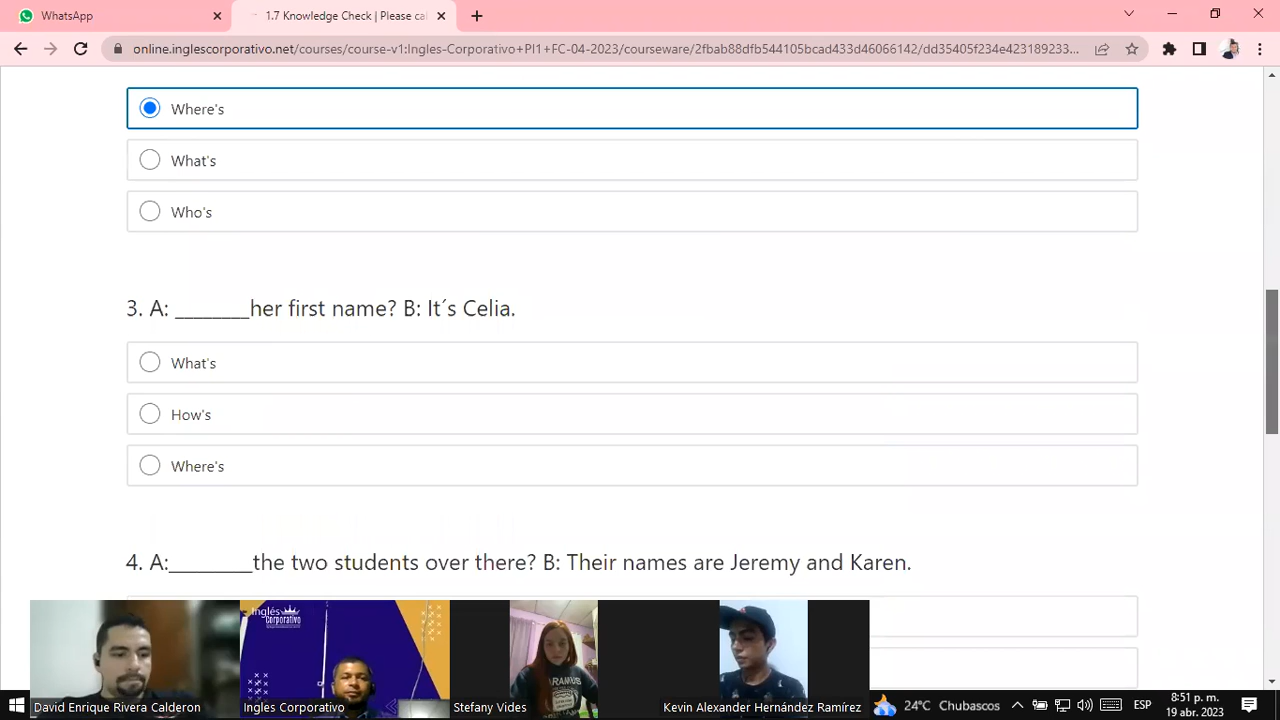 WhatsApp
1.7 Knowledge Check | Please cal
online.inglescorporativo.net/courses/course-v1:Ingles-Corporativo+PI1+FC-04-2023/courseware/2fbab88dfb544105bcad433d46066142/dd35405f234e423189233...
Where's
What's
Who's
3. A: ________her first name? B: It´s Celia.
What's
How's
Where's
4. A:_________the two students over there? B: Their names are Jeremy and Karen.
Inglés
Corporativo
David Enrique Rivera Calderon
Ingles Corporativo
Stefany Vides
Kevin Alexander Hernández Ramírez
24°C Chubascos
ESP
8:51 p. m.
19 abr. 2023